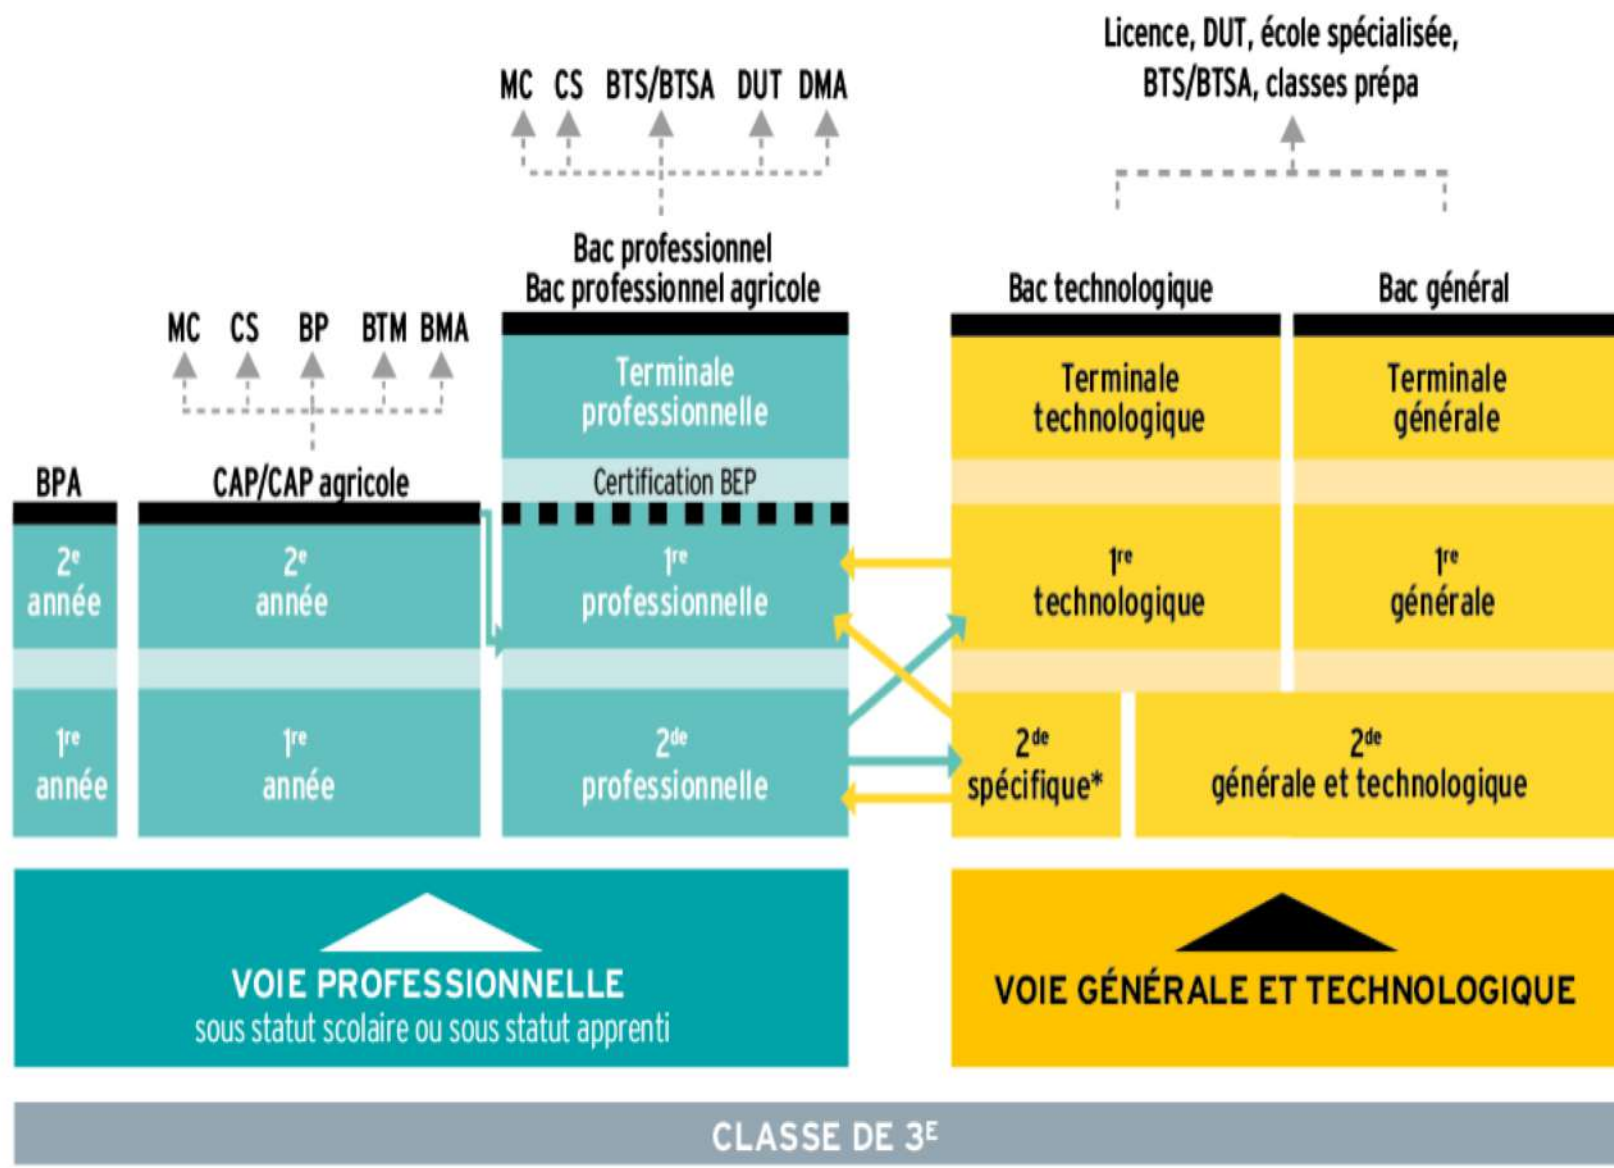 Licence, DUT, école spécialisée,
BTS/BTSA, classes prépa
MC CS BTS/BTSA DUT DMA
Bac professionnel
Bac professionnel agricole
Bac technologique
Bac général
MC CS BP BTM BMA
Terminale
professionnelle
Terminale
technologique
Terminale
générale
BPA
CAP/CAP agricole
Certification BEP
2e
année
2e
année
1re
professionnelle
1re
technologique
1re
générale
1re
année
1re
année
2de
professionnelle
2de
spécifique*
2de
générale et technologique
VOIE PROFESSIONNELLE
sous statut scolaire ou sous statut apprenti
VOIE GÉNÉRALE ET TECHNOLOGIQUE
CLASSE DE 3E